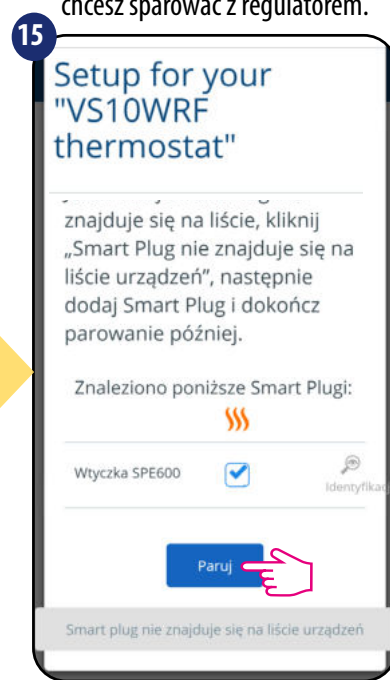 chcesz sparować z regulatorem.
15
Setup for your
"VS10WRF
thermostat"
znajduje się na liście, kliknij
„Smart Plug nie znajduje się na
liście urządzeń”, następnie
dodaj Smart Plug i dokończ
parowanie później.
Znaleziono poniższe Smart Plugi:
Wtyczka SPE600
Identyfikac
Paruj
Smart plug nie znajduje się na liście urządzeń